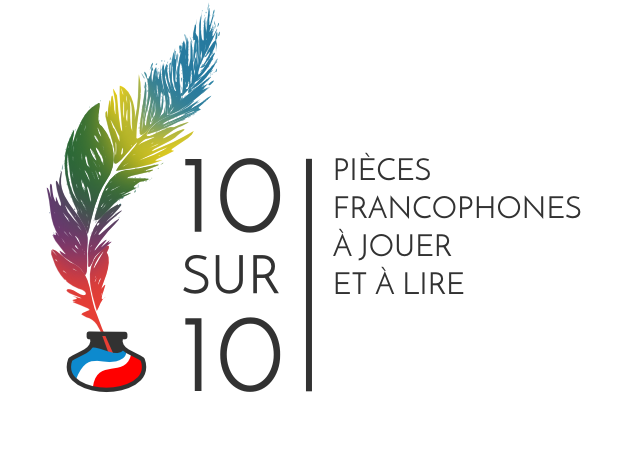 10
SUR
10
PIÈCES
FRANCOPHONES
À JOUER
ET À LIRE